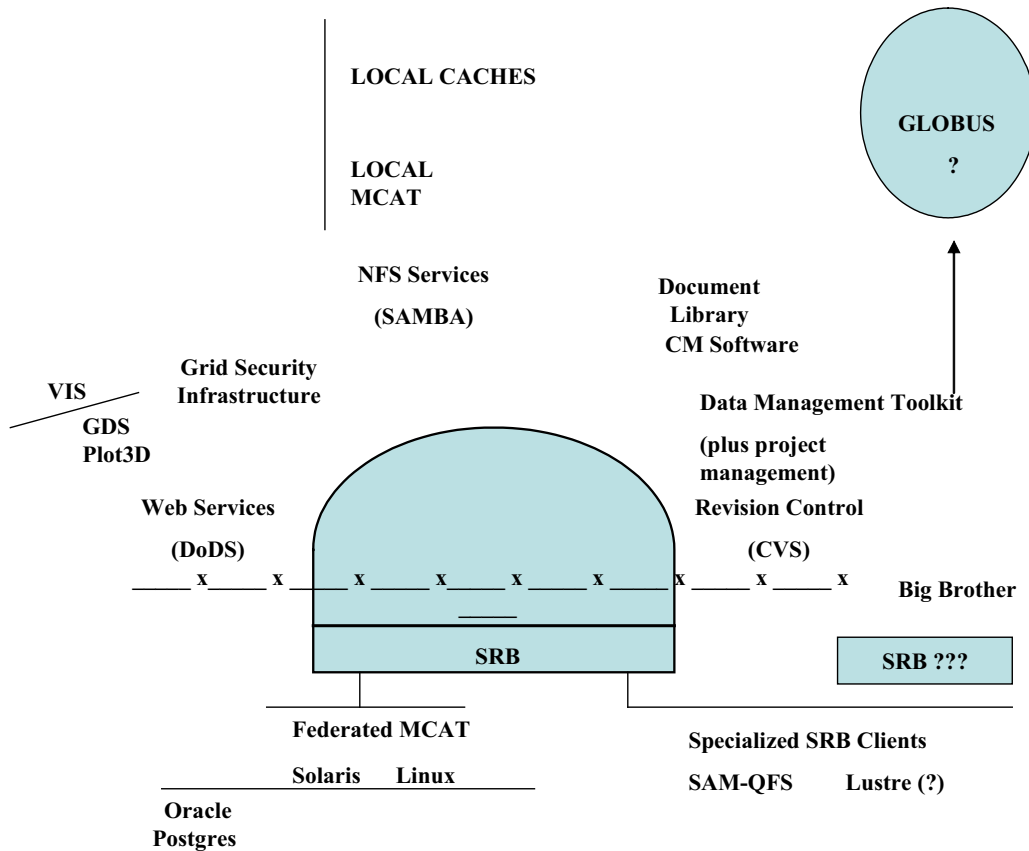 LOCAL CACHES
GLOBUS
?
LOCAL
MCAT
NFS Services
(SAMBA)
Document
Library
CM Software
Grid Security
Infrastructure
VIS
GDS
Plot3D
Data Management Toolkit
(plus project
management)
Web Services
(DoDS)
Revision Control
(CVS)
x x x x x x x x x
Big Brother
SRB
SRB ???
Federated MCAT
Solaris Linux
Oracle
Postgres
Specialized SRB Clients
SAM-QFS Lustre (?)